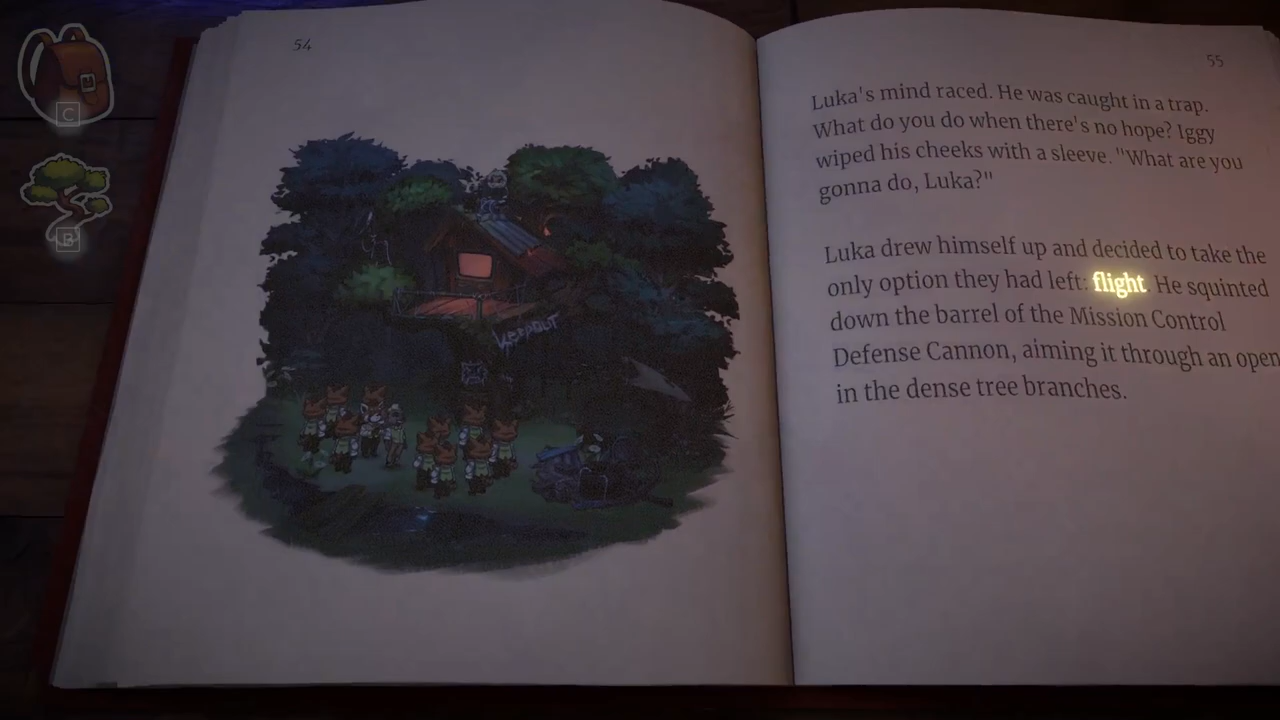 C
B
54
KEEP OUT
55
Luka's mind raced. He was caught in a trap.
What do you do when there's no hope? Iggy
wiped his cheeks with a sleeve. "What are you
gonna do, Luka?"
Luka drew himself up and decided to take the
only option they had left: flight. He squinted
down the barrel of the Mission Control
Defense Cannon, aiming it through an open
in the dense tree branches.